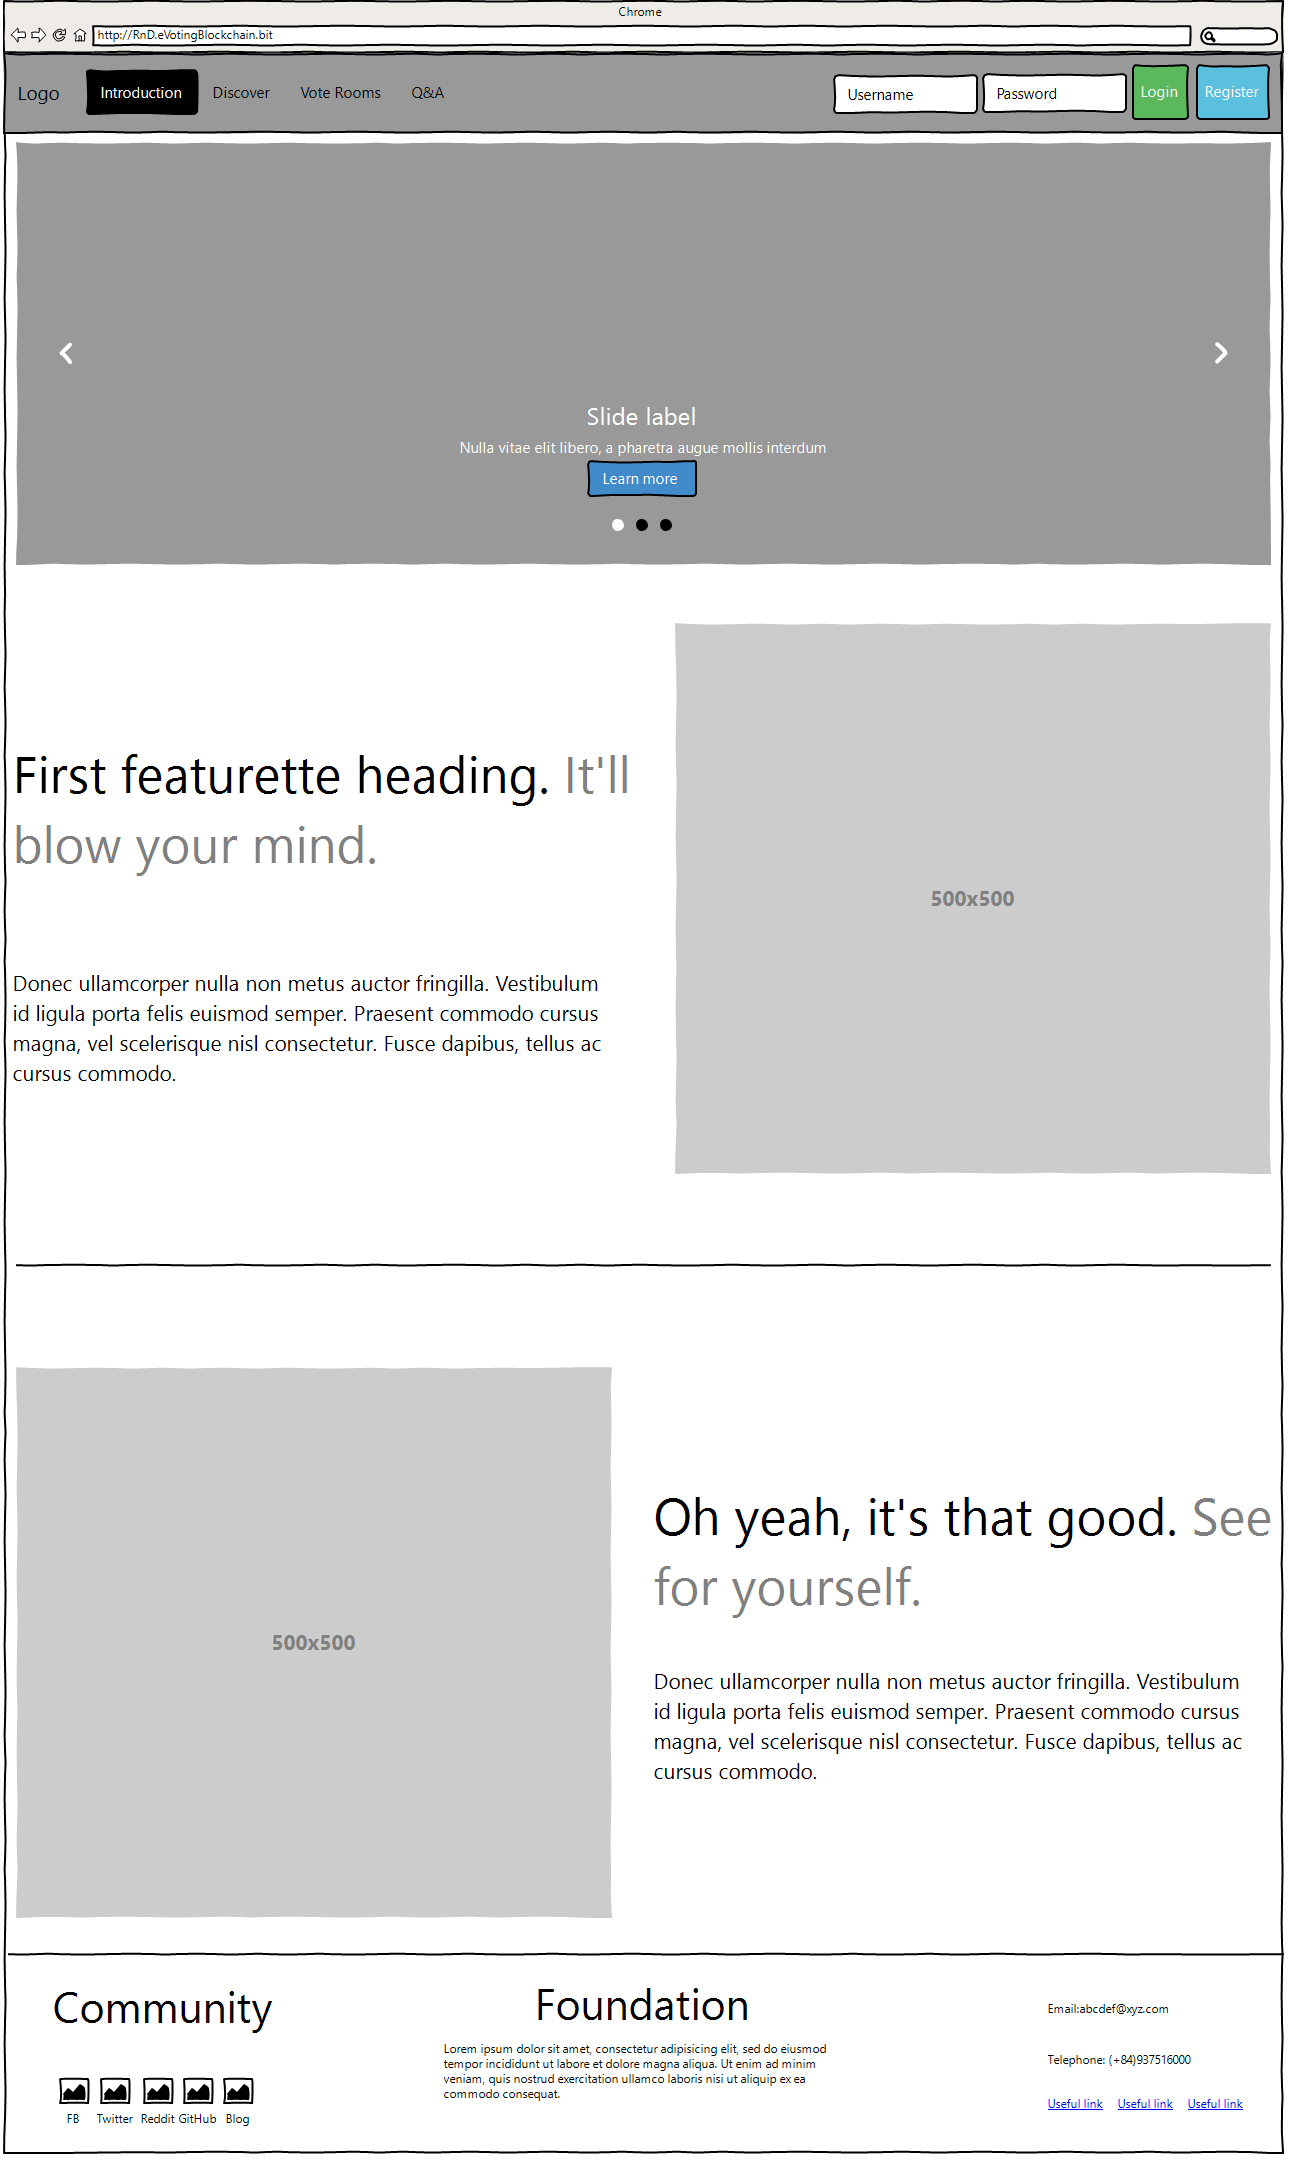 Chrome
http://RnD.eVotingBlockchain.bit
Logo Introduction Discover Vote Rooms Q&A Username Password Login Register
Slide label
Nulla vitae elit libero, a pharetra augue mollis interdum
Learn more
First featurette heading. It'll
blow your mind.
Donec ullamcorper nulla non metus auctor fringilla. Vestibulum
id ligula porta felis euismod semper. Praesent commodo cursus
magna, vel scelerisque nisl consectetur. Fusce dapibus, tellus ac
cursus commodo.
500x500
500x500
Oh yeah, it's that good. See
for yourself.
Donec ullamcorper nulla non metus auctor fringilla. Vestibulum
id ligula porta felis euismod semper. Praesent commodo cursus
magna, vel scelerisque nisl consectetur. Fusce dapibus, tellus ac
cursus commodo.
Community
FB Twitter Reddit GitHub Blog
Foundation
Lorem ipsum dolor sit amet, consectetur adipisicing elit, sed do eiusmod
tempor incididunt ut labore et dolore magna aliqua. Ut enim ad minim
veniam, quis nostrud exercitation ullamco laboris nisi ut aliquip ex ea
commodo consequat.
Email:abcdef@xyz.com
Telephone: (+84)937516000
Useful link Useful link Useful link